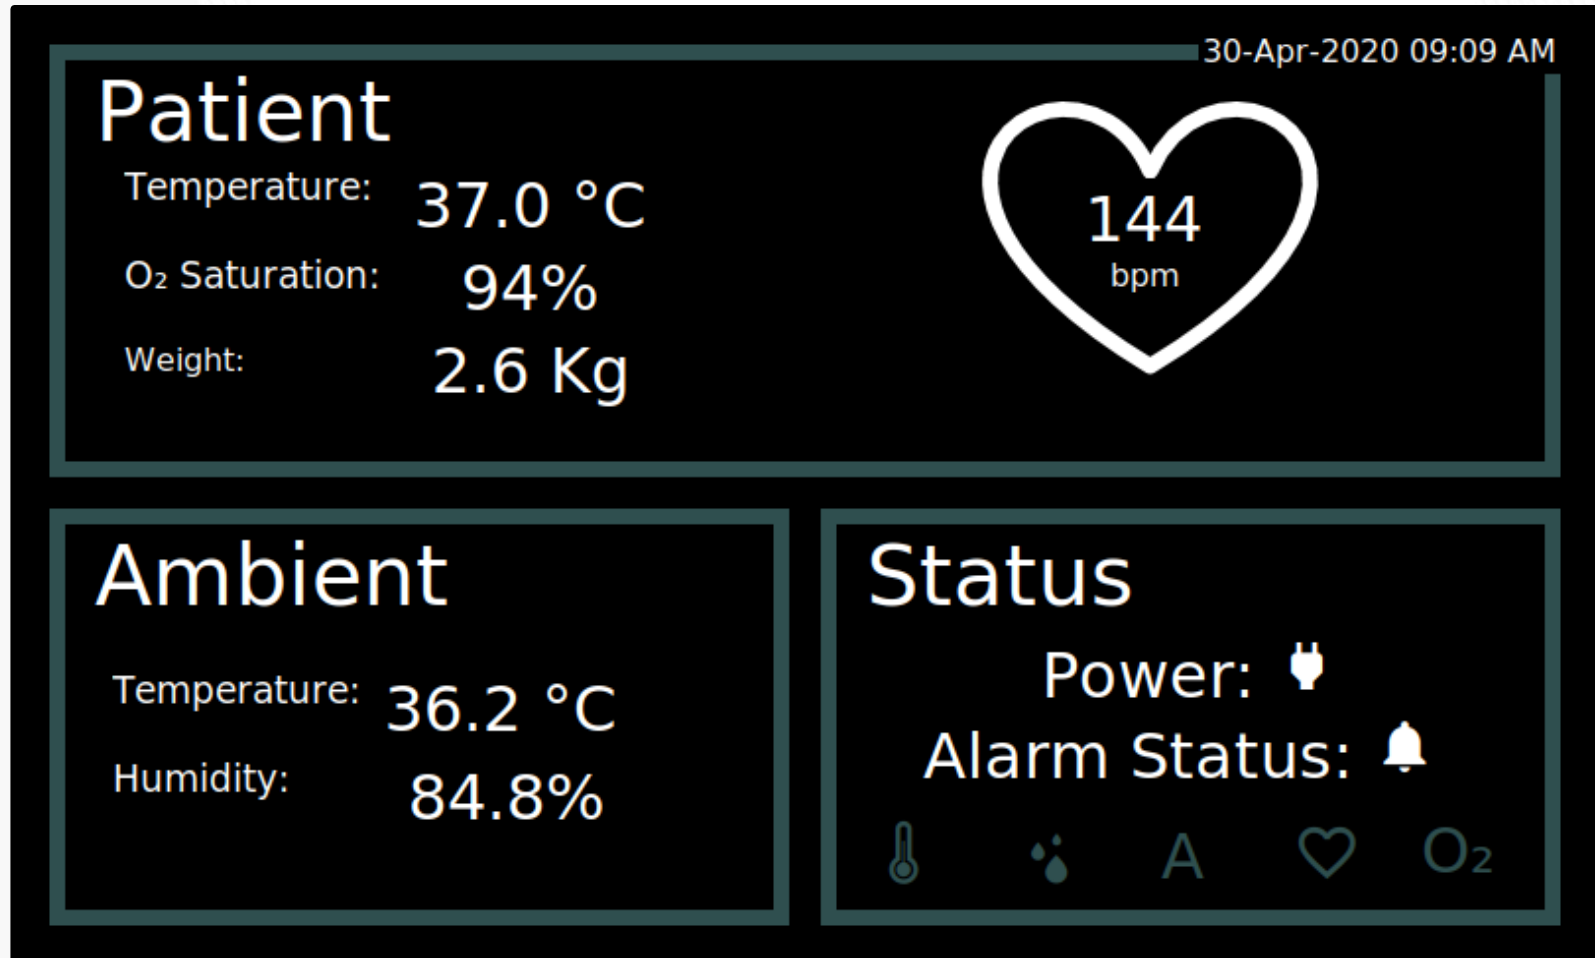 30-Apr-2020 09:09 AM
Patient
Temperature: 37.0 °C
O₂ Saturation: 94%
Weight: 2.6 Kg
144
bpm
Ambient
Temperature: 36.2 °C
Humidity: 84.8%
Status
Power:
Alarm Status:
A O₂